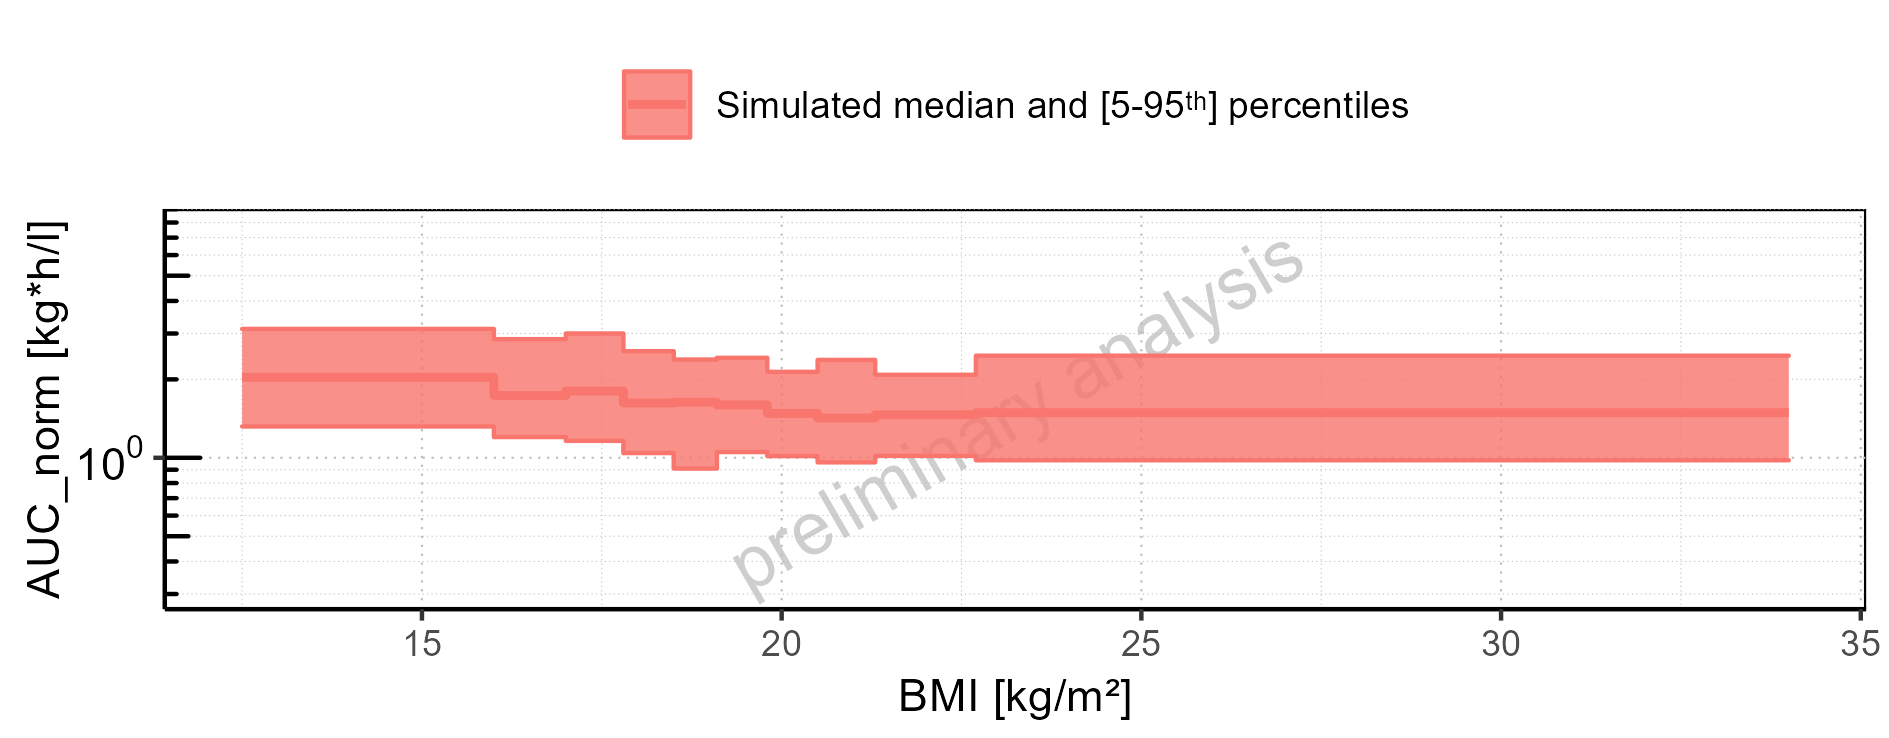 Simulated median and [5-95ᵗʰ] percentiles
AUC_norm [kg*h/l]
10⁰
preliminary analysis
15 20 25 30 35
BMI [kg/m²]